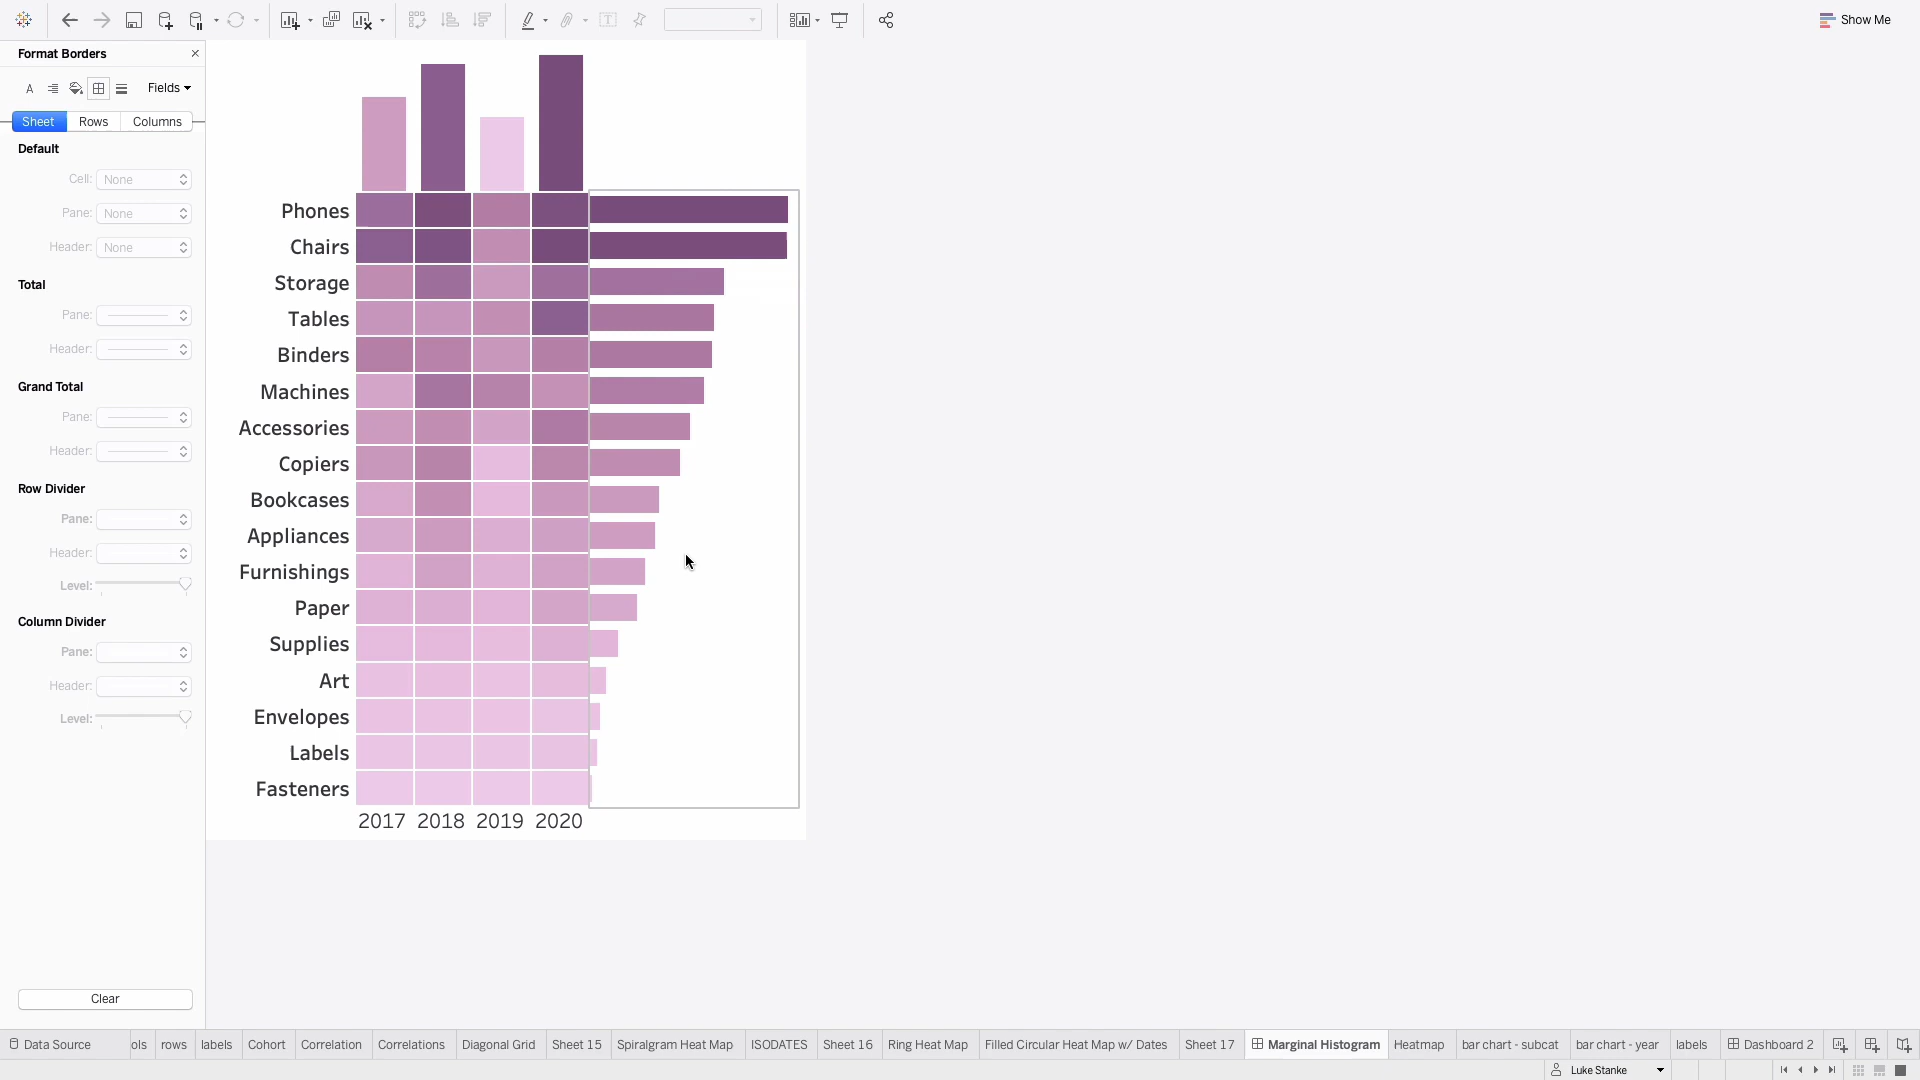 Show Me
Format Borders
Fields
Sheet Rows Columns
Default
Cell: None
Pane: None
Header: None
Total
Pane:
Header:
Grand Total
Pane:
Header:
Row Divider
Pane:
Header:
Level:
Column Divider
Pane:
Header:
Level:
Clear
Phones
Chairs
Storage
Tables
Binders
Machines
Accessories
Copiers
Bookcases
Appliances
Furnishings
Paper
Supplies
Art
Envelopes
Labels
Fasteners
2017 2018 2019 2020
Data Source ols rows labels Cohort Correlation Correlations Diagonal Grid Sheet 15 Spiralgram Heat Map ISODATES Sheet 16 Ring Heat Map Filled Circular Heat Map w/ Dates Sheet 17 Marginal Histogram Heatmap bar chart - subcat bar chart - year labels Dashboard 2
Luke Stanke